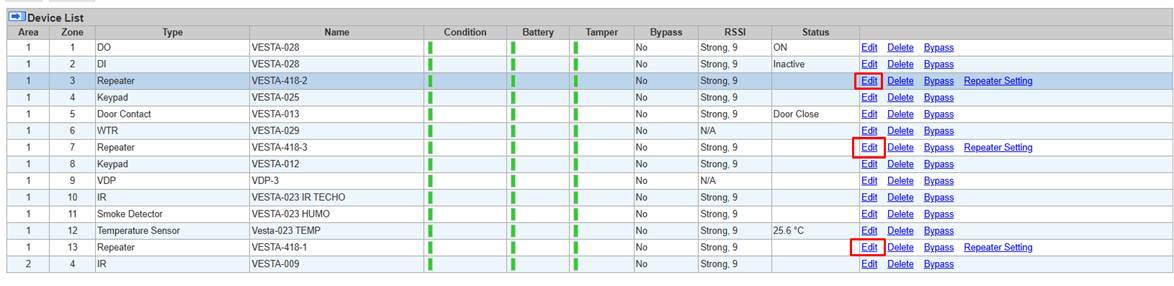 Device List
Area Zone Type Name Condition Battery Tamper Bypass RSSI Status
1 1 DO VESTA-028 No Strong, 9 ON Edit Delete Bypass
1 2 DI VESTA-028 No Strong, 9 Inactive Edit Delete Bypass
1 3 Repeater VESTA-418-2 No Strong, 9 Edit Delete Bypass Repeater Setting
1 4 Keypad VESTA-025 No Strong, 9 Edit Delete Bypass
1 5 Door Contact VESTA-013 No Strong, 9 Door Close Edit Delete Bypass
1 6 WTR VESTA-029 No N/A Edit Delete Bypass
1 7 Repeater VESTA-418-3 No Strong, 9 Edit Delete Bypass Repeater Setting
1 8 Keypad VESTA-012 No Strong, 9 Edit Delete Bypass
1 9 VDP VDP-3 No N/A Edit Delete Bypass
1 10 IR VESTA-023 IR TECHO No Strong, 9 Edit Delete Bypass
1 11 Smoke Detector VESTA-023 HUMO No Strong, 9 Edit Delete Bypass
1 12 Temperature Sensor Vesta-023 TEMP No Strong, 9 25.6 °C Edit Delete Bypass
1 13 Repeater VESTA-418-1 No Strong, 9 Edit Delete Bypass Repeater Setting
2 4 IR VESTA-009 No Strong, 9 Edit Delete Bypass